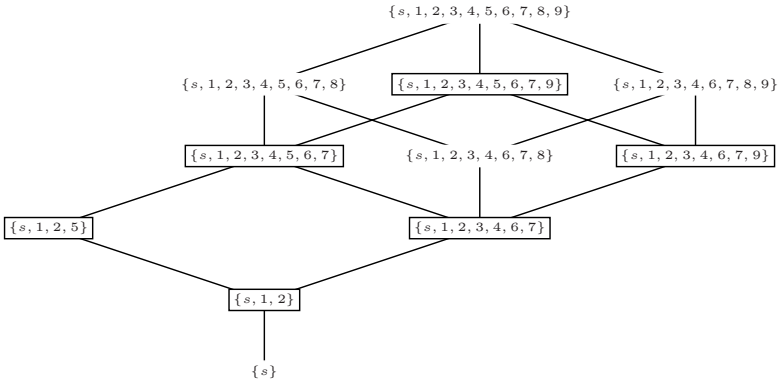 {s, 1, 2, 3, 4, 5, 6, 7, 8, 9}
{s, 1, 2, 3, 4, 5, 6, 7, 8}
{s, 1, 2, 3, 4, 5, 6, 7, 9}
{s, 1, 2, 3, 4, 6, 7, 8, 9}
{s, 1, 2, 3, 4, 5, 6, 7}
{s, 1, 2, 3, 4, 6, 7, 8}
{s, 1, 2, 3, 4, 6, 7, 9}
{s, 1, 2, 5}
{s, 1, 2, 3, 4, 6, 7}
{s, 1, 2}
{s}